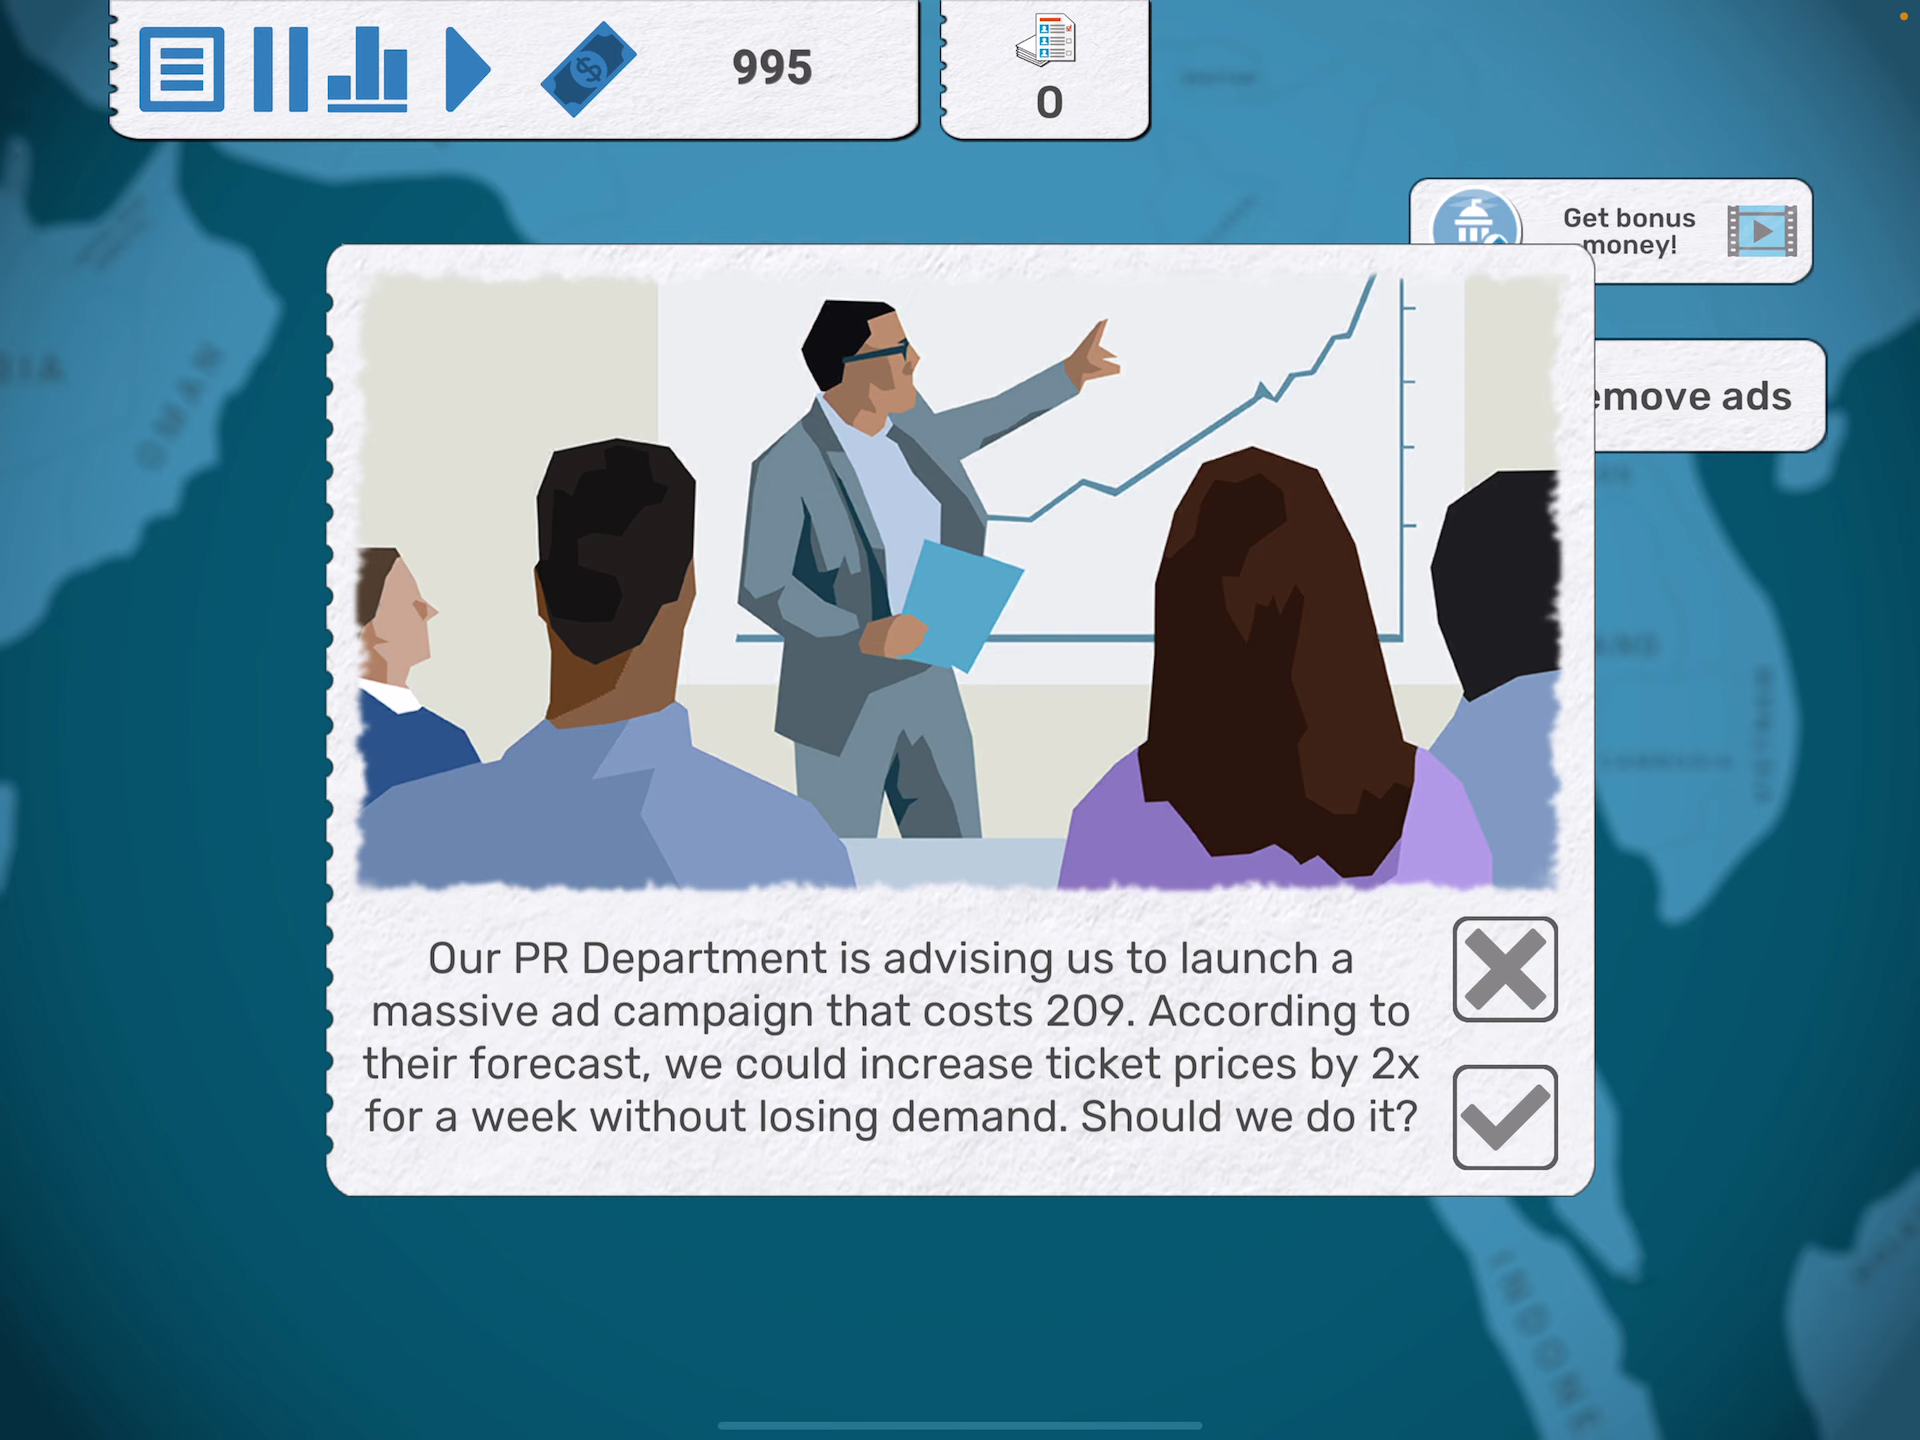 995
0
Get bonus
money!
emove ads
OMAN
Our PR Department is advising us to launch a
massive ad campaign that costs 209. According to
their forecast, we could increase ticket prices by 2x
for a week without losing demand. Should we do it?